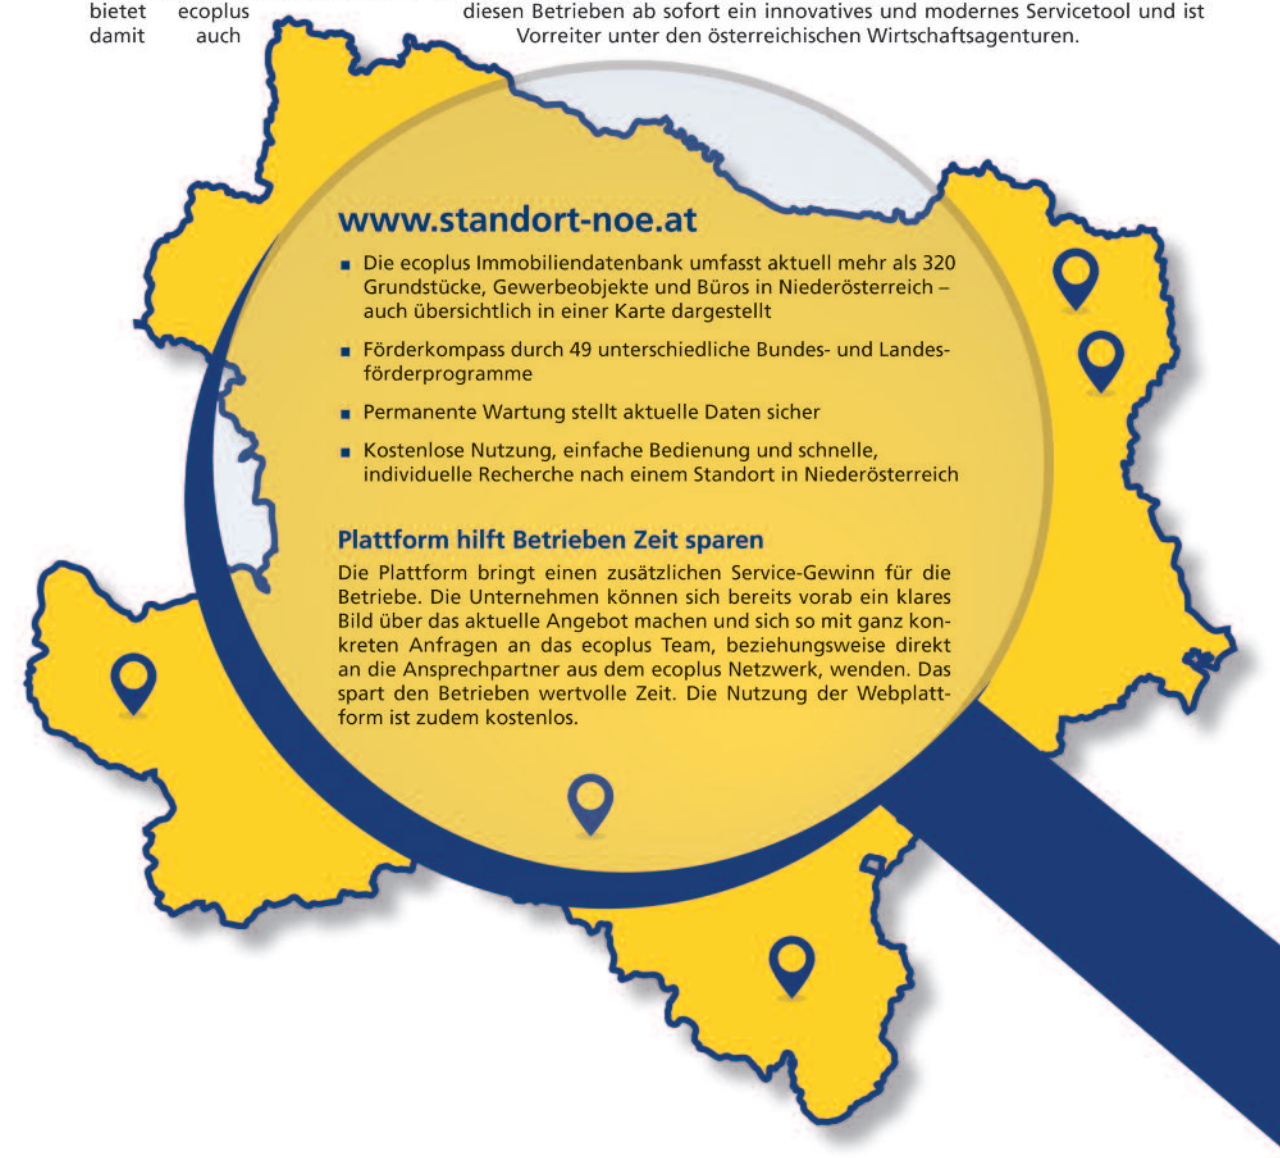 bietet ecoplus diesen Betrieben ab sofort ein innovatives und modernes Servicetool und ist
damit auch Vorreiter unter den österreichischen Wirtschaftsagenturen.
www.standort-noe.at
▪ Die ecoplus Immobiliendatenbank umfasst aktuell mehr als 320
Grundstücke, Gewerbeobjekte und Büros in Niederösterreich –
auch übersichtlich in einer Karte dargestellt
▪ Förderkompass durch 49 unterschiedliche Bundes- und Landes-
förderprogramme
▪ Permanente Wartung stellt aktuelle Daten sicher
▪ Kostenlose Nutzung, einfache Bedienung und schnelle,
individuelle Recherche nach einem Standort in Niederösterreich
Plattform hilft Betrieben Zeit sparen
Die Plattform bringt einen zusätzlichen Service-Gewinn für die
Betriebe. Die Unternehmen können sich bereits vorab ein klares
Bild über das aktuelle Angebot machen und sich so mit ganz kon-
kreten Anfragen an das ecoplus Team, beziehungsweise direkt
an die Ansprechpartner aus dem ecoplus Netzwerk, wenden. Das
spart den Betrieben wertvolle Zeit. Die Nutzung der Webplatt-
form ist zudem kostenlos.